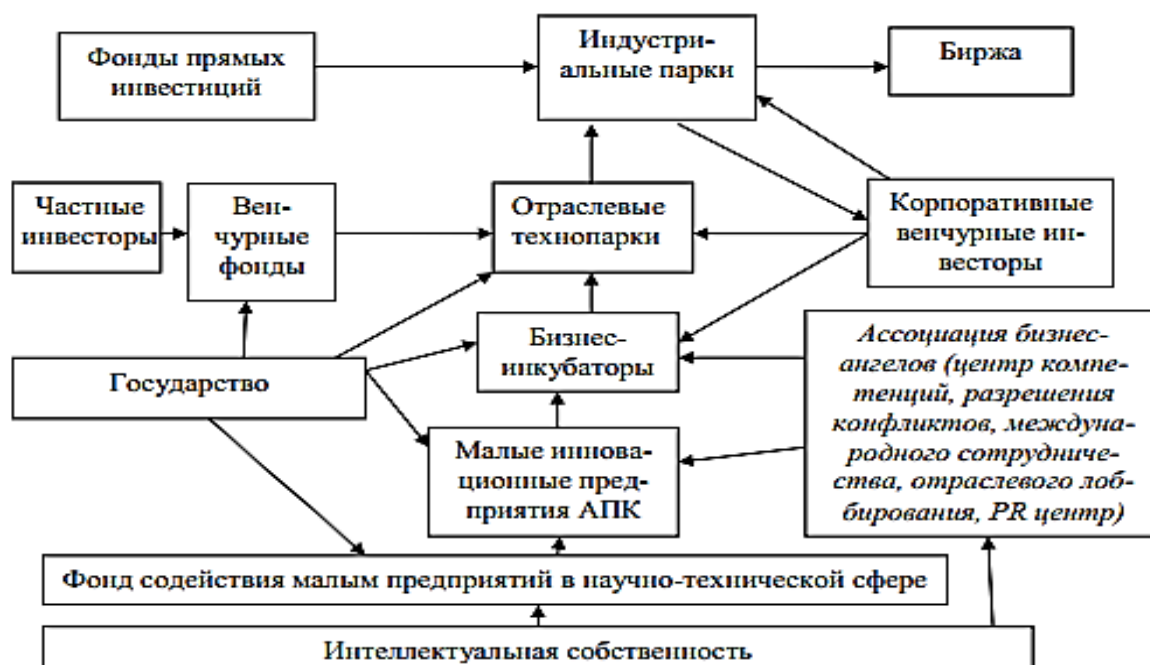 Фонды прямых
инвестиций
Индустри-
альные парки
Биржа
Частные
инвесторы
Вен-
чурные
фонды
Отраслевые
технопарки
Корпоративные
венчурные ин-
весторы
Государство
Бизнес-
инкубаторы
Ассоциация бизнес-
ангелов (центр компе-
тенций, разрешения
конфликтов, междуна-
родного сотрудниче-
ства, отраслевого лоб-
бирования, PR центр)
Малые иннова-
ционные пред-
приятия АПК
Фонд содействия малым предприятий в научно-технической сфере
Интеллектуальная собственность